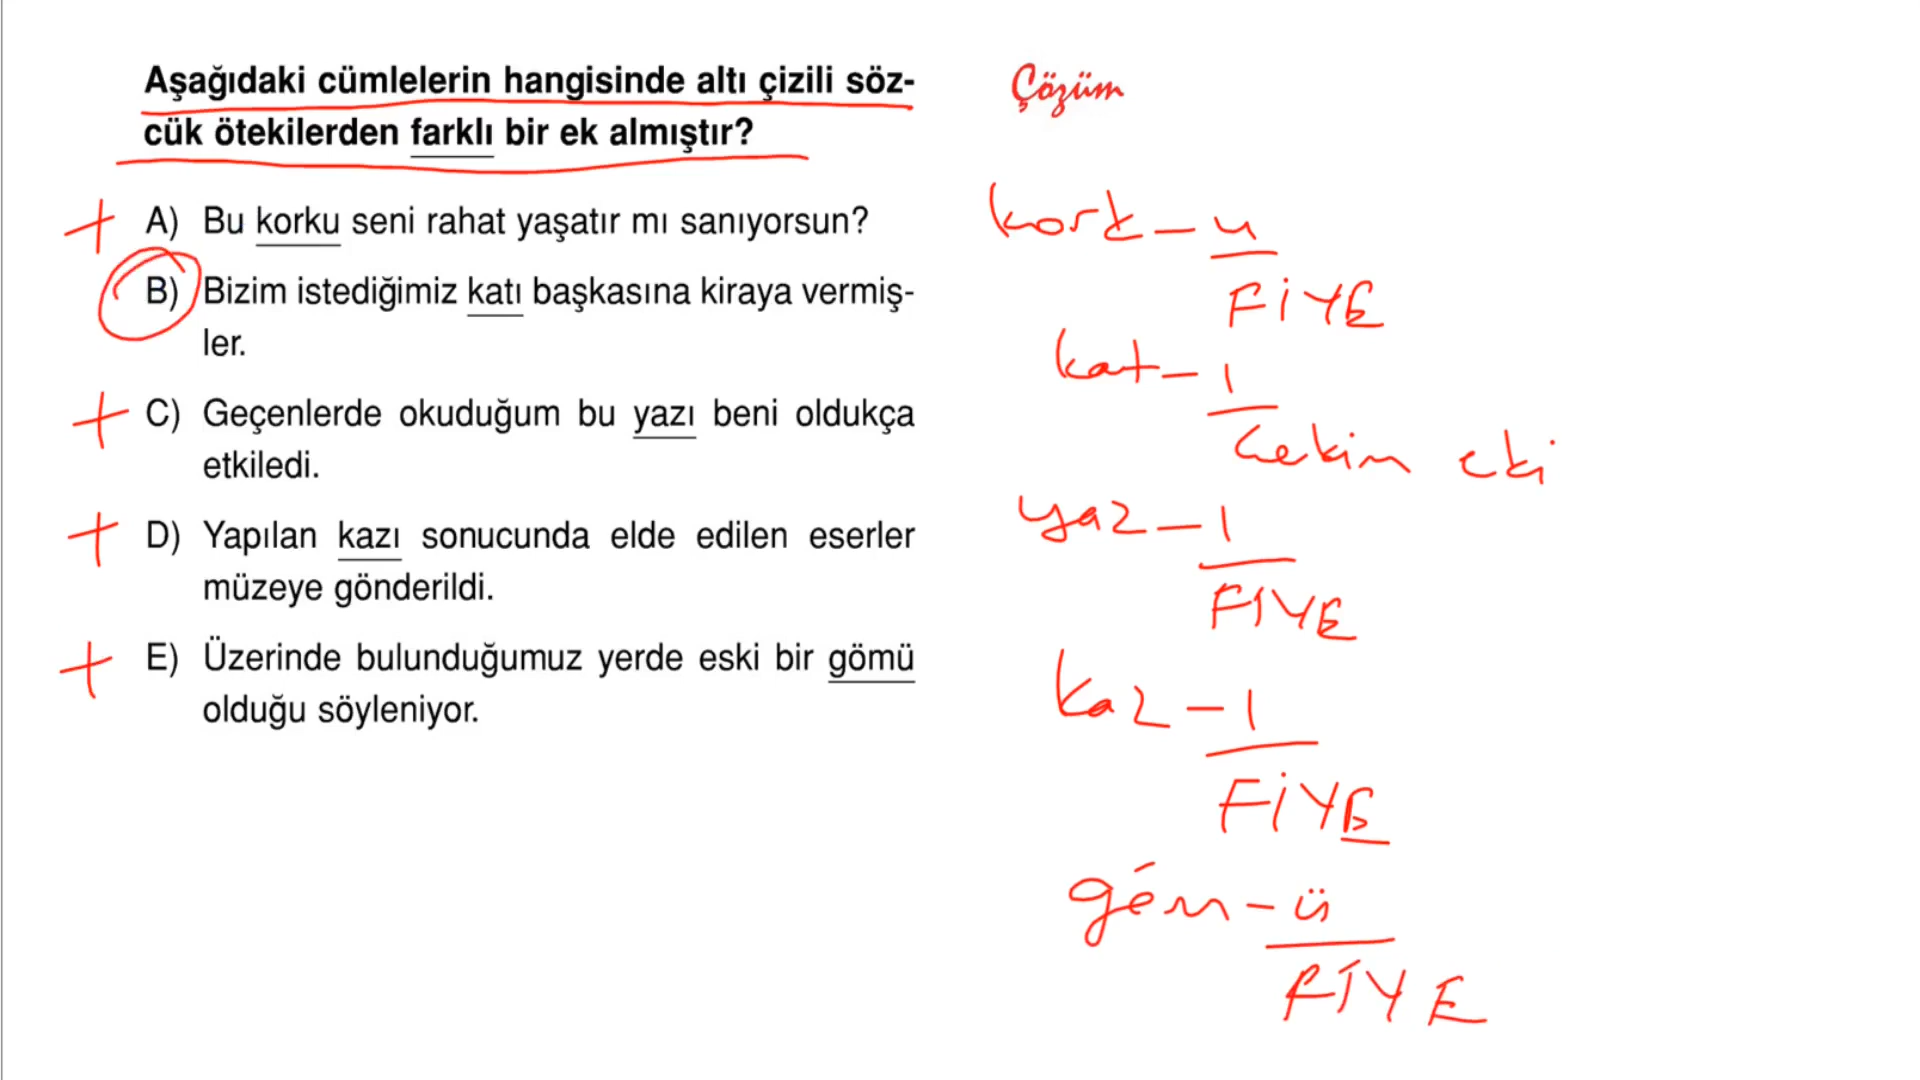 Aşağıdaki cümlelerin hangisinde altı çizili söz-
cük ötekilerden farklı bir ek almıştır?
A) Bu korku seni rahat yaşatır mı sanıyorsun?
B) Bizim istediğimiz katı başkasına kiraya vermiş-
ler.
C) Geçenlerde okuduğum bu yazı beni oldukça
etkiledi.
D) Yapılan kazı sonucunda elde edilen eserler
müzeye gönderildi.
E) Üzerinde bulunduğumuz yerde eski bir gömü
olduğu söyleniyor.
Çözüm
kork - u
FİYE
kat - ı
Çekim eki
yaz - ı
FİYE
kaz - ı
FİYE
göm - ü
FİYE